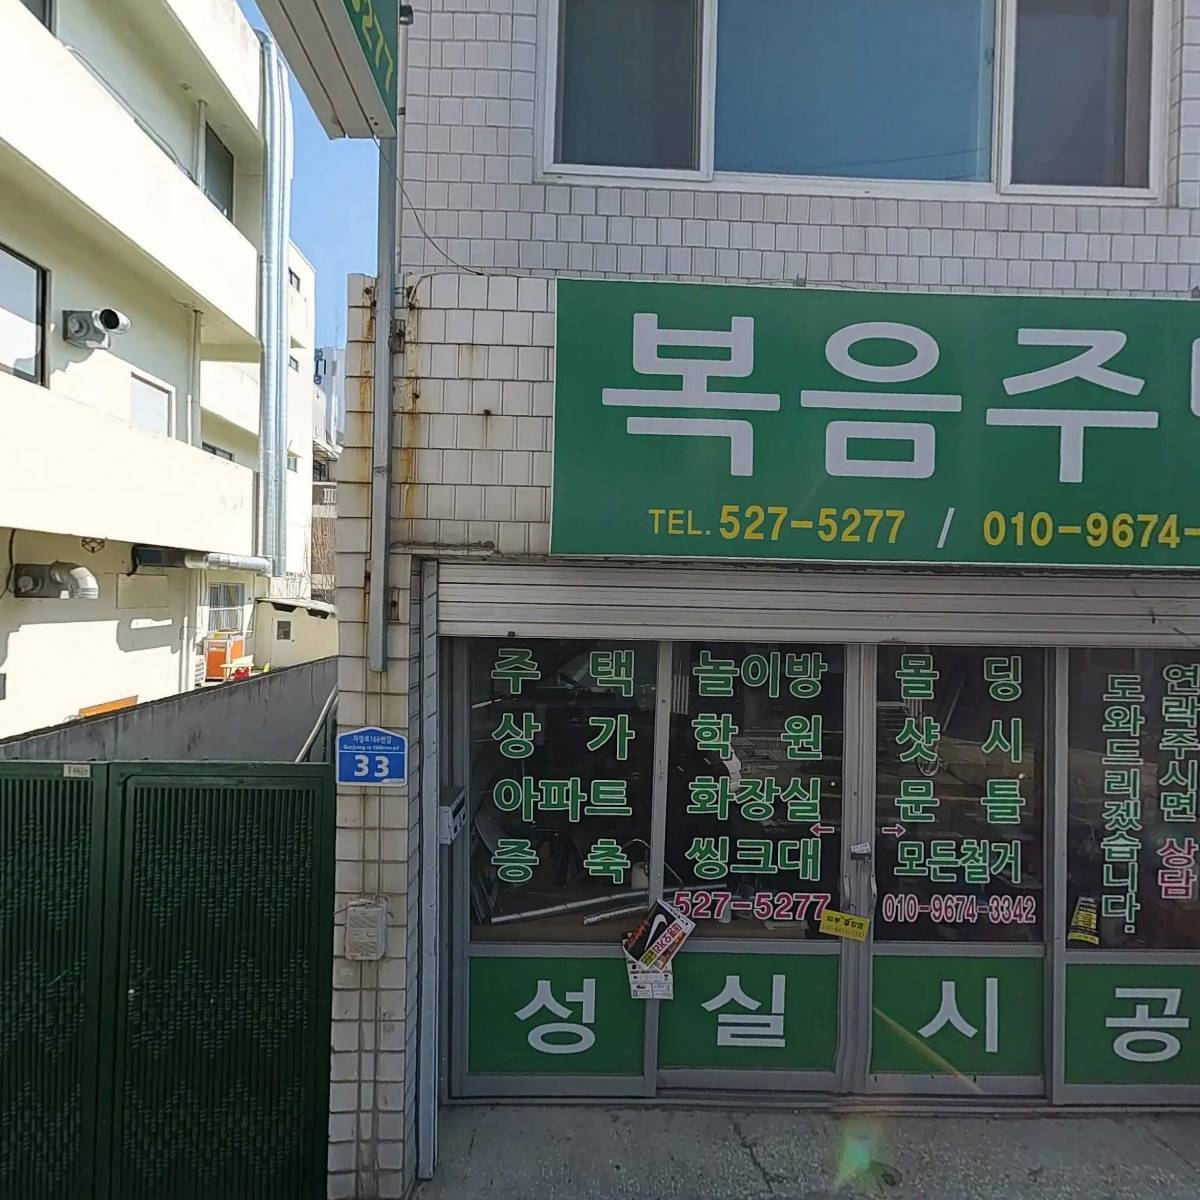 5277
복음주
TEL. 527-5277 / 010-9674-
주택 놀이방 몰딩
상가 학원 샷시
아파트 화장실 문틀
증축 씽크대 모든철거
527-5277 010-9674-3342
연락주시면 상담
도와드리겠습니다.
33
성실시공